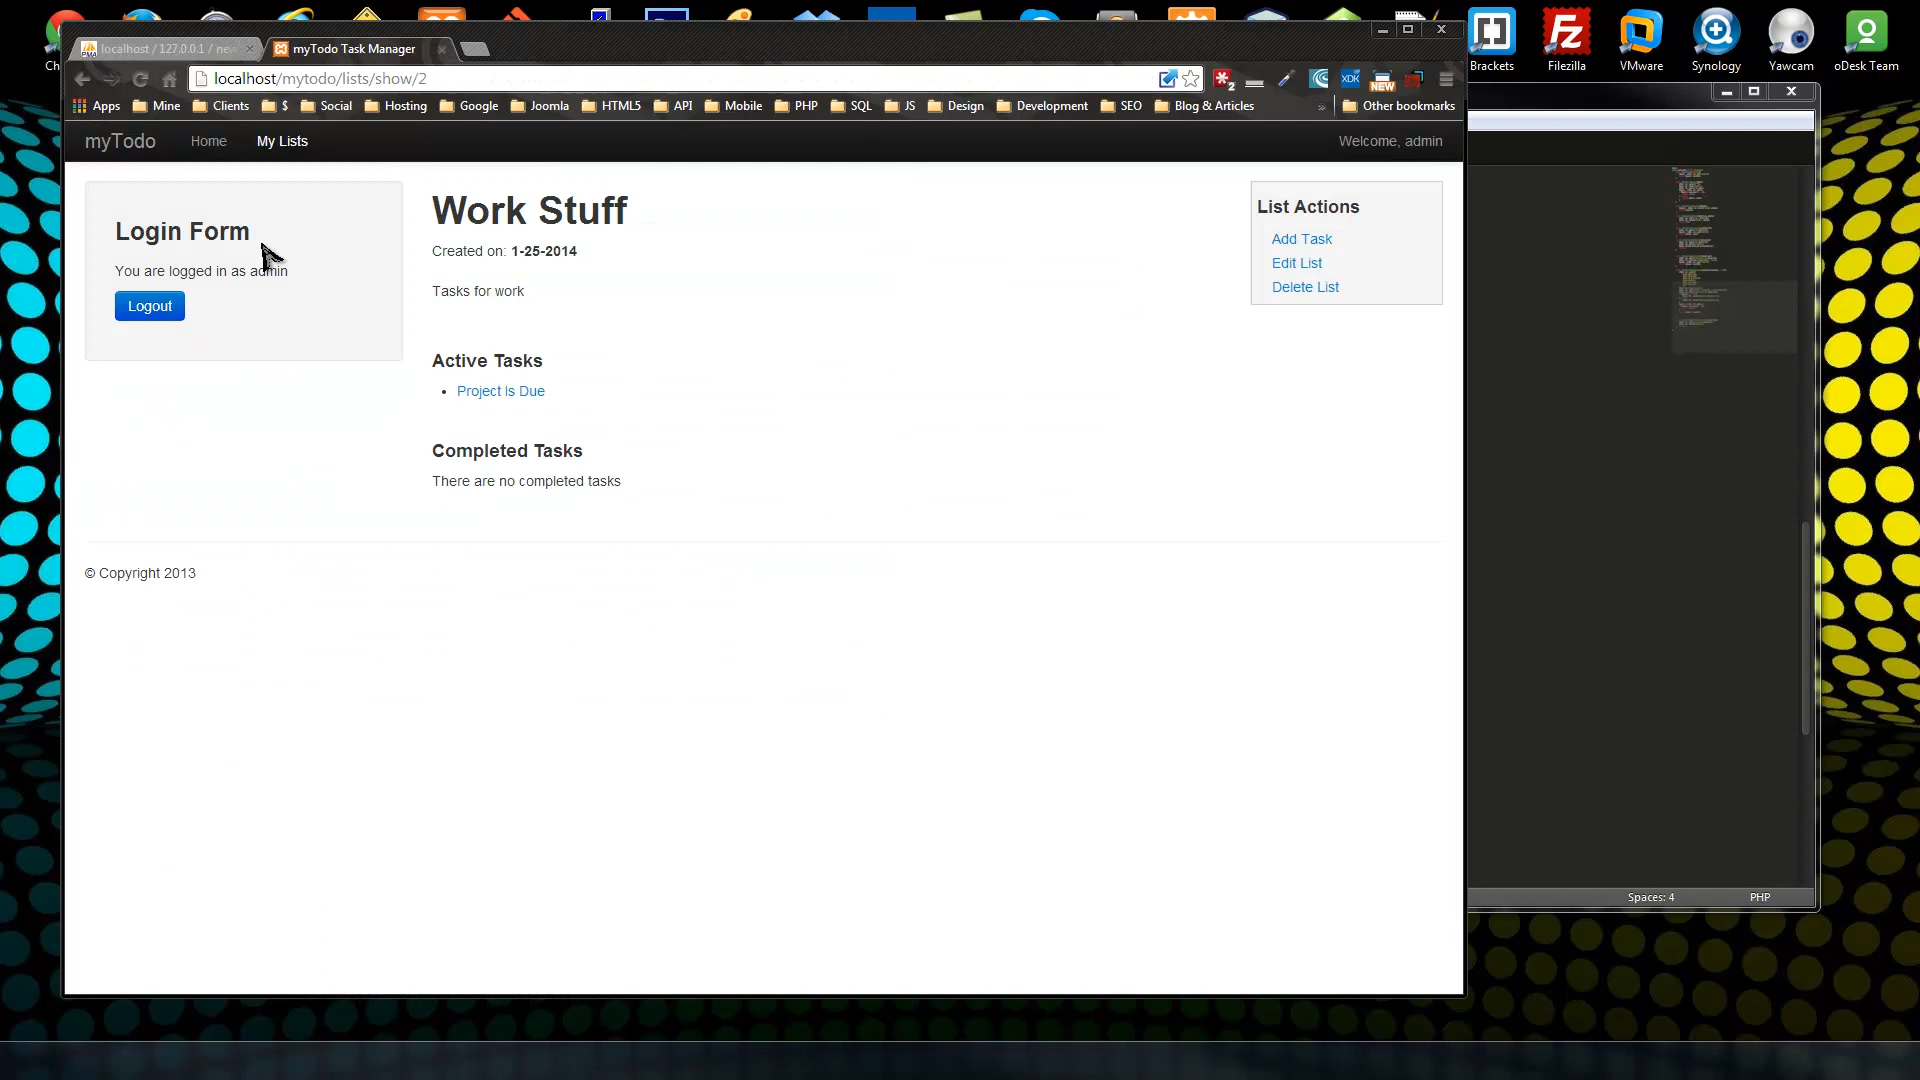 Ch
Brackets
Filezilla
VMware
Synology
Yawcam
oDesk Team
localhost / 127.0.0.1 / new
myTodo Task Manager
localhost/mytodo/lists/show/2
2
XDK
NEW
Apps Mine Clients $ Social Hosting Google Joomla HTML5 API Mobile PHP SQL JS Design Development SEO Blog & Articles » Other bookmarks
myTodo Home My Lists Welcome, admin
Login Form
You are logged in as admin
Logout
Work Stuff
Created on: 1-25-2014
Tasks for work
Active Tasks
• Project Is Due
Completed Tasks
There are no completed tasks
List Actions
Add Task
Edit List
Delete List
© Copyright 2013
Spaces: 4 PHP